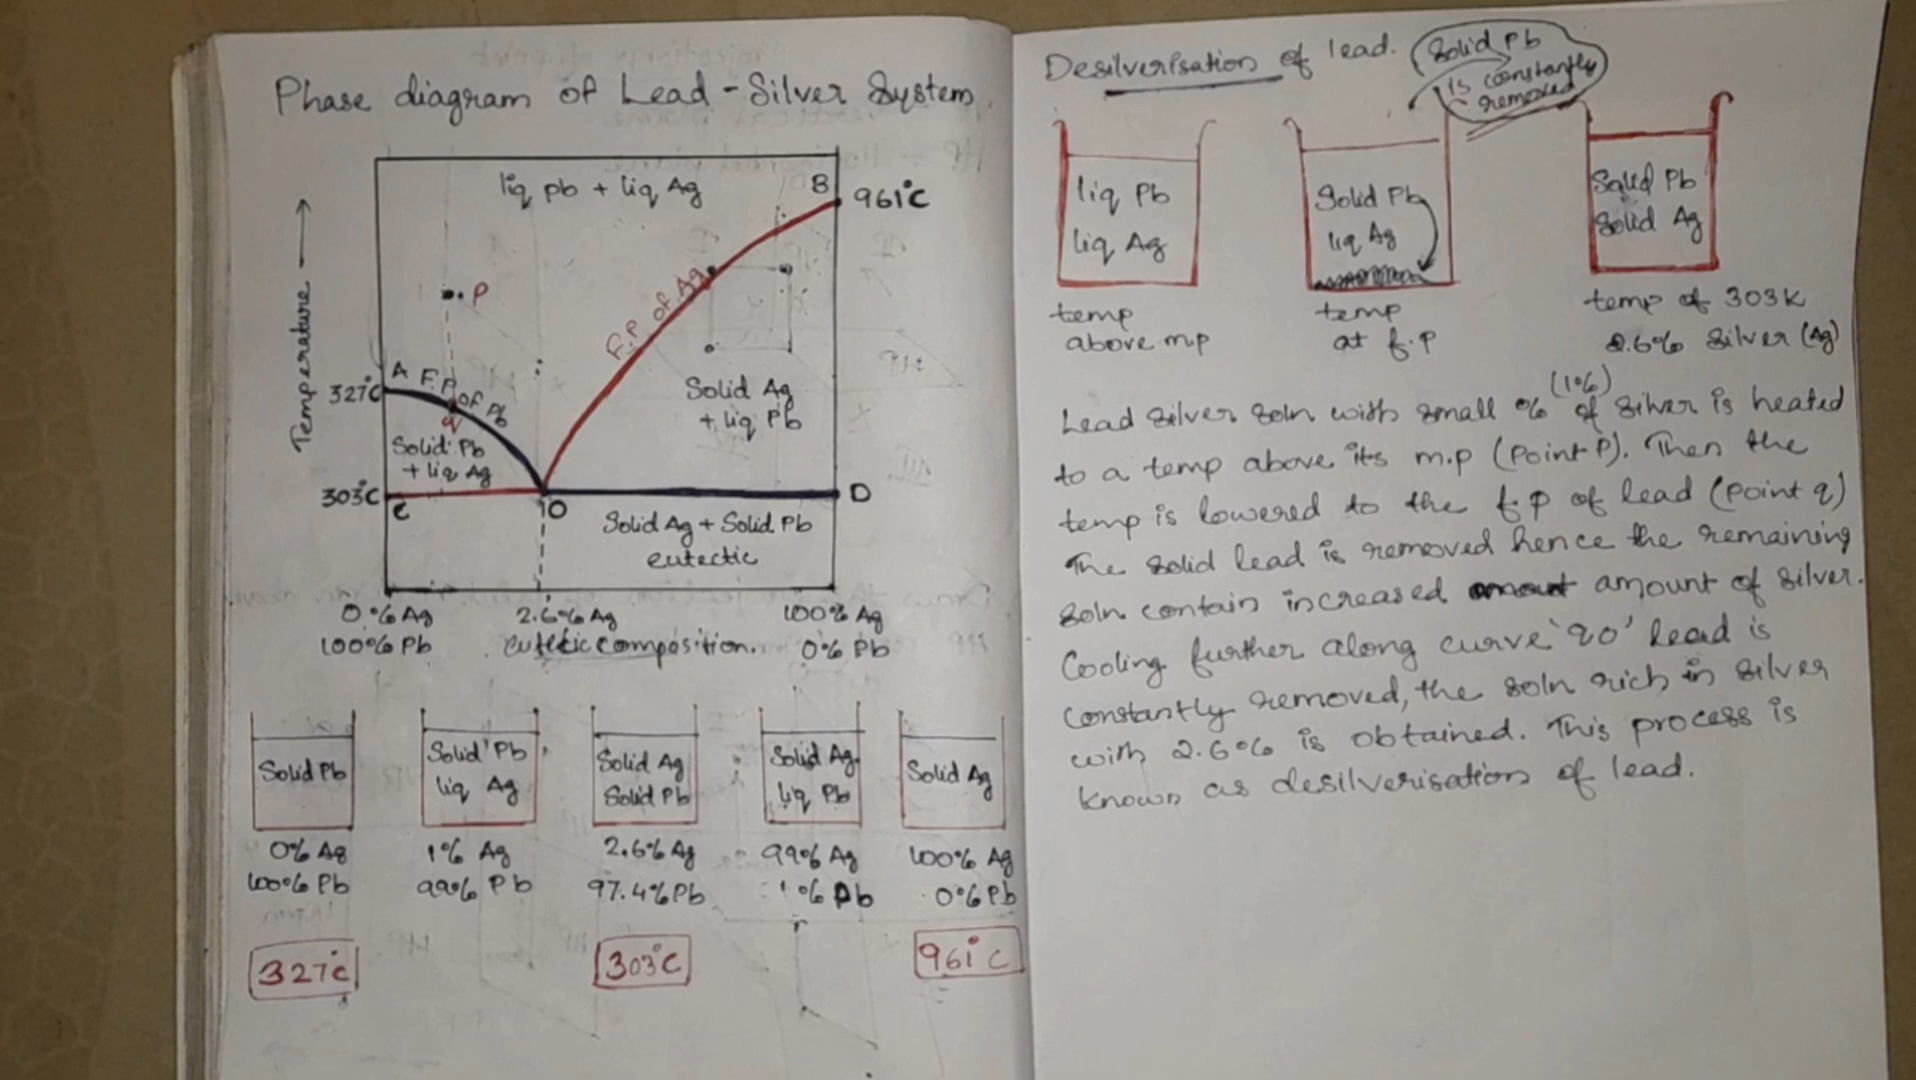 Phase diagram of Lead - Silver System
liq pb + liq Ag
B
961°C
P
F.P of Ag
A F.P of Pb
327°C
q
Solid Pb
+ liq Ag
Solid Ag
+ liq Pb
303°C
C
O
D
Solid Ag + Solid Pb
eutectic
Temperature
0% Ag
100% Pb
2.6% Ag
eutectic composition.
100% Ag
0% Pb
Solid Pb
Solid Pb
liq Ag
Solid Ag
Solid Pb
Solid Ag
liq Pb
Solid Ag
0% Ag
100% Pb
1% Ag
99% Pb
2.6% Ag
97.4% Pb
99% Ag
1% Pb
100% Ag
0% Pb
327°C
303°C
961°C
Desilverisation of lead.
Solid Pb
is constantly
removed
liq Pb
liq Ag
Solid Pb
liq Ag
Solid Pb
Solid Ag
temp
above mp
temp
at f.p
temp of 303K
2.6% Silver (Ag)
(1%)
Lead silver soln with small % of silver is heated
to a temp above its m.p (Point P). Then the
temp is lowered to the f.p of lead (point q)
The solid lead is removed hence the remaining
soln contain increased amount of silver.
Cooling further along curve 'qo' lead is
constantly removed, the soln rich in silver
with 2.6% is obtained. This process is
known as desilverisation of lead.